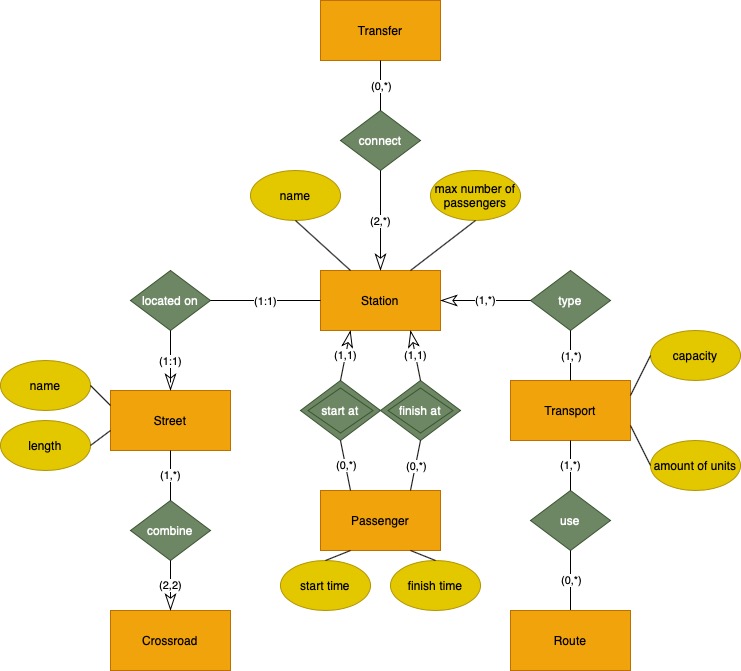 Transfer
(0,*)
connect
name
max number of
passengers
(2,*)
located on
(1:1)
Station
(1,*)
type
(1:1)
(1,1)
(1,1)
(1,*)
capacity
name
start at
finish at
Transport
Street
length
(1,*)
(0,*)
(0,*)
(1,*)
amount of units
combine
Passenger
use
(2,2)
start time
finish time
(0,*)
Crossroad
Route